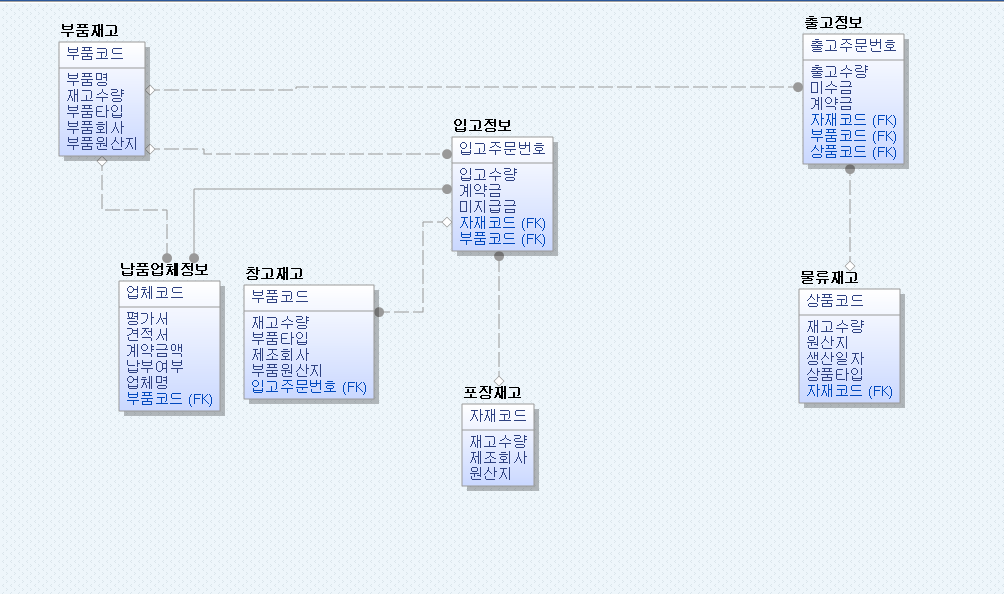 부품재고
부품코드
부품명
재고수량
부품타입
부품회사
부품원산지
출고정보
출고주문번호
출고수량
미수금
계약금
자재코드 (FK)
부품코드 (FK)
상품코드 (FK)
입고정보
입고주문번호
입고수량
계약금
미지급금
자재코드 (FK)
부품코드 (FK)
납품업체정보
업체코드
평가서
견적서
계약금액
납부여부
업체명
부품코드 (FK)
창고재고
부품코드
재고수량
부품타입
제조회사
부품원산지
입고주문번호 (FK)
물류재고
상품코드
재고수량
원산지
생산일자
상품타입
자재코드 (FK)
포장재고
자재코드
재고수량
제조회사
원산지